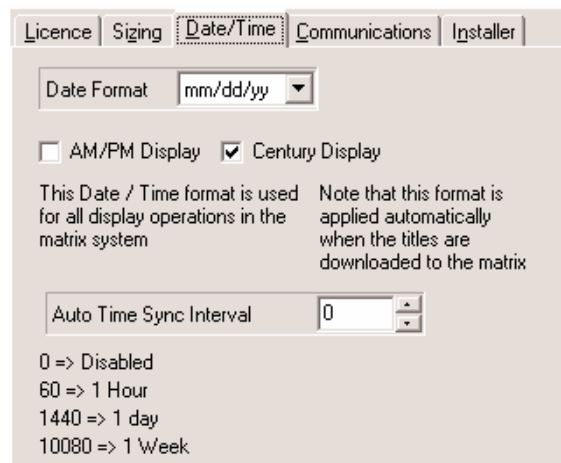 Licence Sizing Date/Time Communications Installer
Date Format mm/dd/yy
AM/PM Display Century Display
This Date / Time format is used
for all display operations in the
matrix system
Note that this format is
applied automatically
when the titles are
downloaded to the matrix
Auto Time Sync Interval 0
0 => Disabled
60 => 1 Hour
1440 => 1 day
10080 => 1 Week